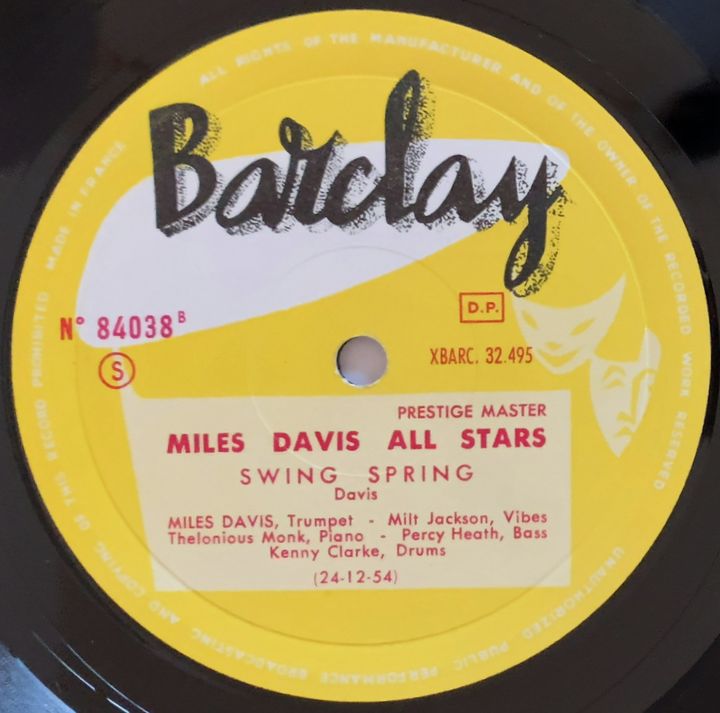 ALL RIGHTS OF THE MANUFACTURER AND OF THE OWNER OF THE RECORDED WORK RESERVED
Barclay
N° 84038 B
S
D.P.
XBARC. 32.495
PRESTIGE MASTER
MILES DAVIS ALL STARS
SWING SPRING
Davis
MILES DAVIS, Trumpet - Milt Jackson, Vibes
Thelonious Monk, Piano - Percy Heath, Bass
Kenny Clarke, Drums
(24-12-54)
UNAUTHORIZED PUBLIC PERFORMANCE BROADCASTING AND COPYING OF THIS RECORD PROHIBITED
MADE IN FRANCE